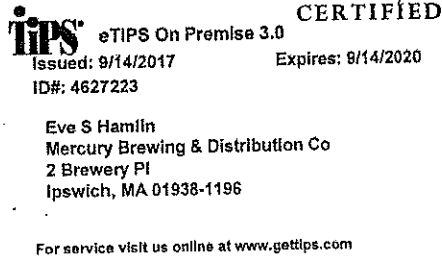 CERTIFIED
TiPS eTIPS On Premise 3.0
Issued: 9/14/2017 Expires: 9/14/2020
ID#: 4627223
Eve S Hamlin
Mercury Brewing & Distribution Co
2 Brewery Pl
Ipswich, MA 01938-1196
For service visit us online at www.gettips.com